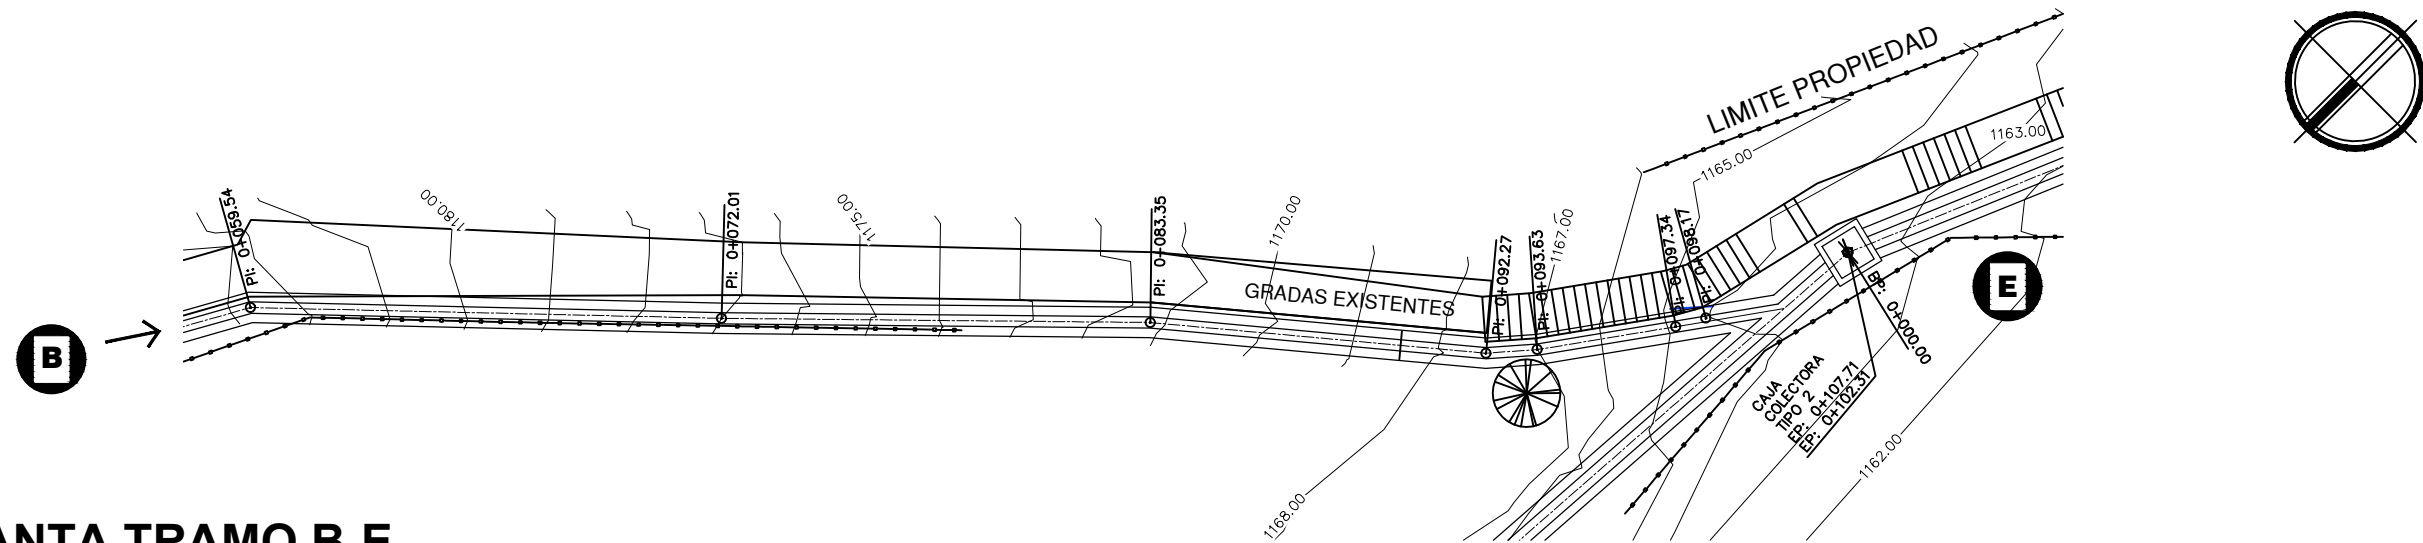 B
PI: 0+059.54
1180.00
PI: 0+072.01
1175.00
PI: 0+083.35
1170.00
GRADAS EXISTENTES
PI: 0+092.27
PI: 0+093.63
1167.00
PI: 0+097.34
PI: 0+098.17
LIMITE PROPIEDAD
1165.00
1163.00
BP: 0+000.00
E
CAJA
COLECTORA
TIPO 2
EP: 0+107.71
EP: 0+102.31
1162.00
1168.00
ANTA TRAMO B-E